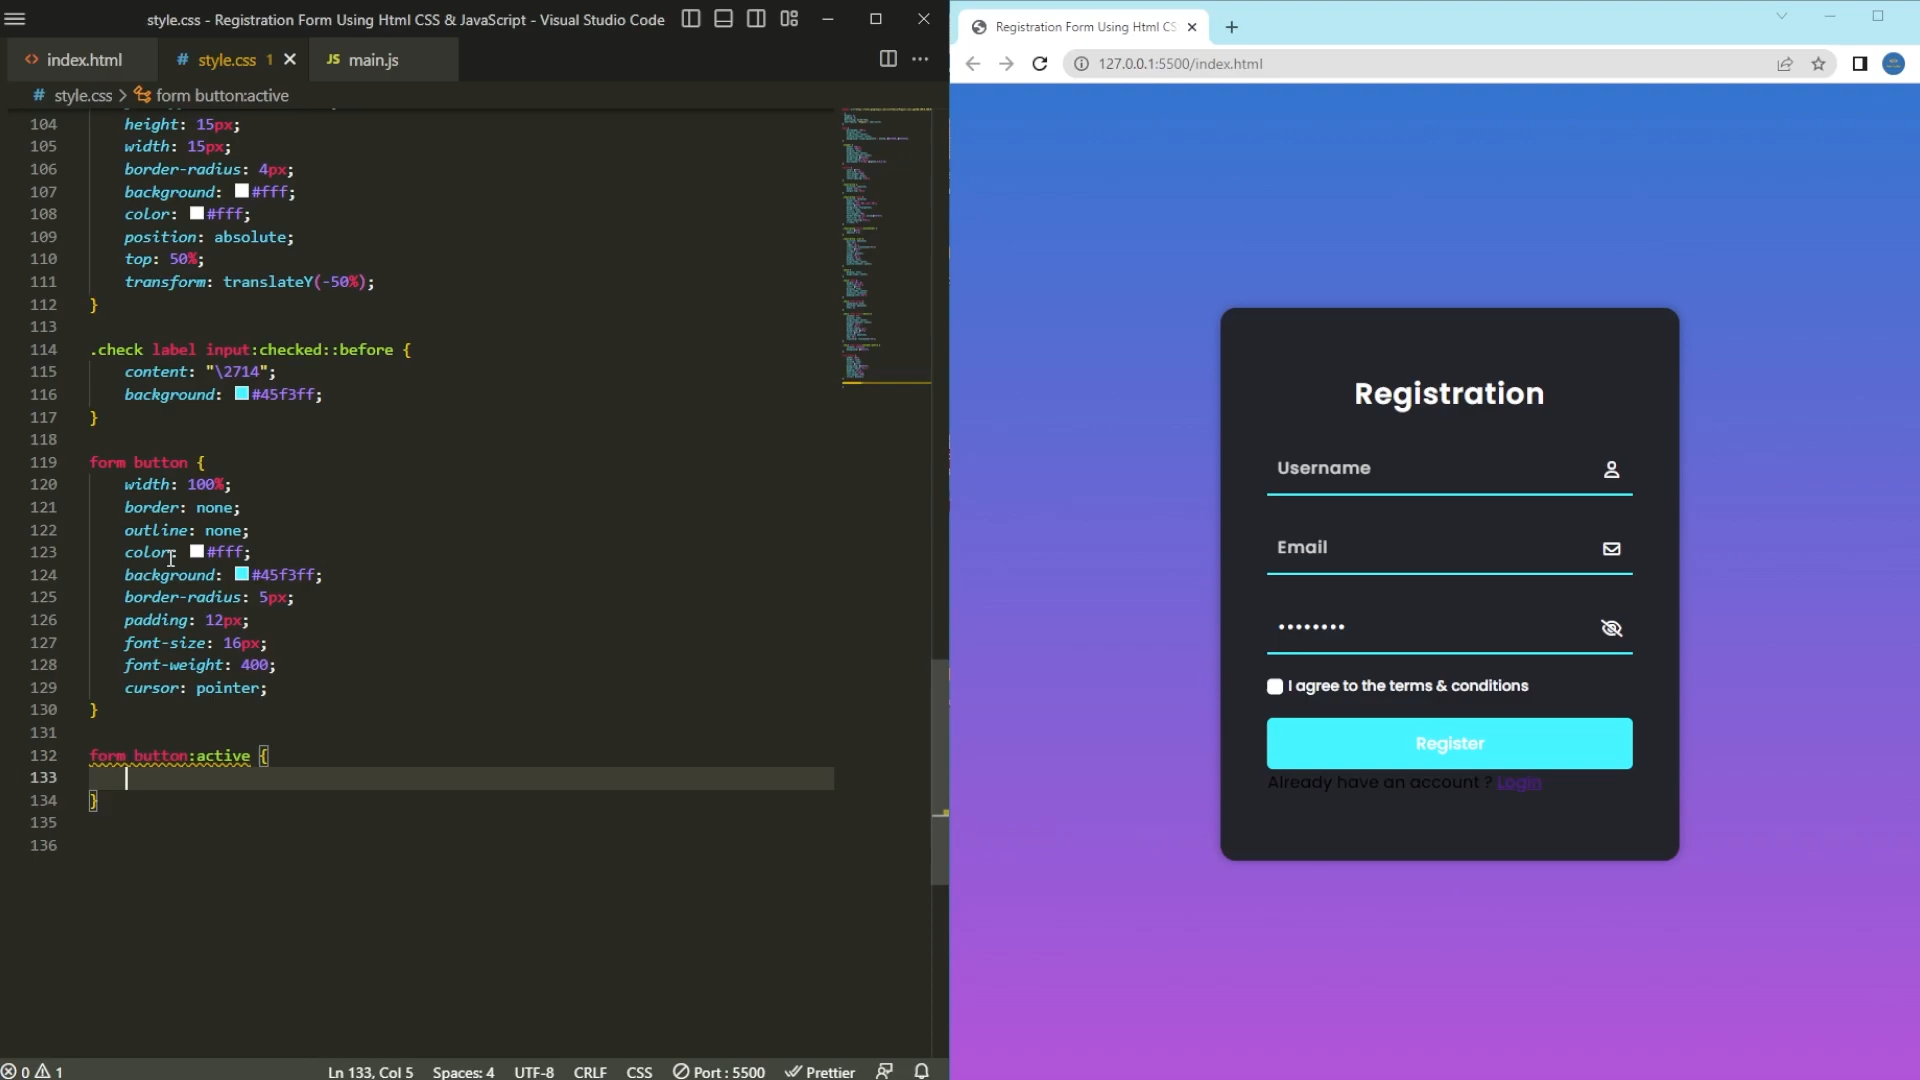 style.css - Registration Form Using Html CSS & JavaScript - Visual Studio Code
<> index.html
# style.css 1
JS main.js
# style.css > form button:active
104 height: 15px;
105 width: 15px;
106 border-radius: 4px;
107 background: #fff;
108 color: #fff;
109 position: absolute;
110 top: 50%;
111 transform: translateY(-50%);
112 }
113
114 .check label input:checked::before {
115 content: "\2714";
116 background: #45f3ff;
117 }
118
119 form button {
120 width: 100%;
121 border: none;
122 outline: none;
123 color: #fff;
124 background: #45f3ff;
125 border-radius: 5px;
126 padding: 12px;
127 font-size: 16px;
128 font-weight: 400;
129 cursor: pointer;
130 }
131
132 form button:active {
133
134 }
135
136
0 1 Ln 133, Col 5 Spaces: 4 UTF-8 CRLF CSS Port : 5500 Prettier
Registration Form Using Html CS
127.0.0.1:5500/index.html
Registration
Username
Email
••••••••
I agree to the terms & conditions
Register
Already have an account ? Login